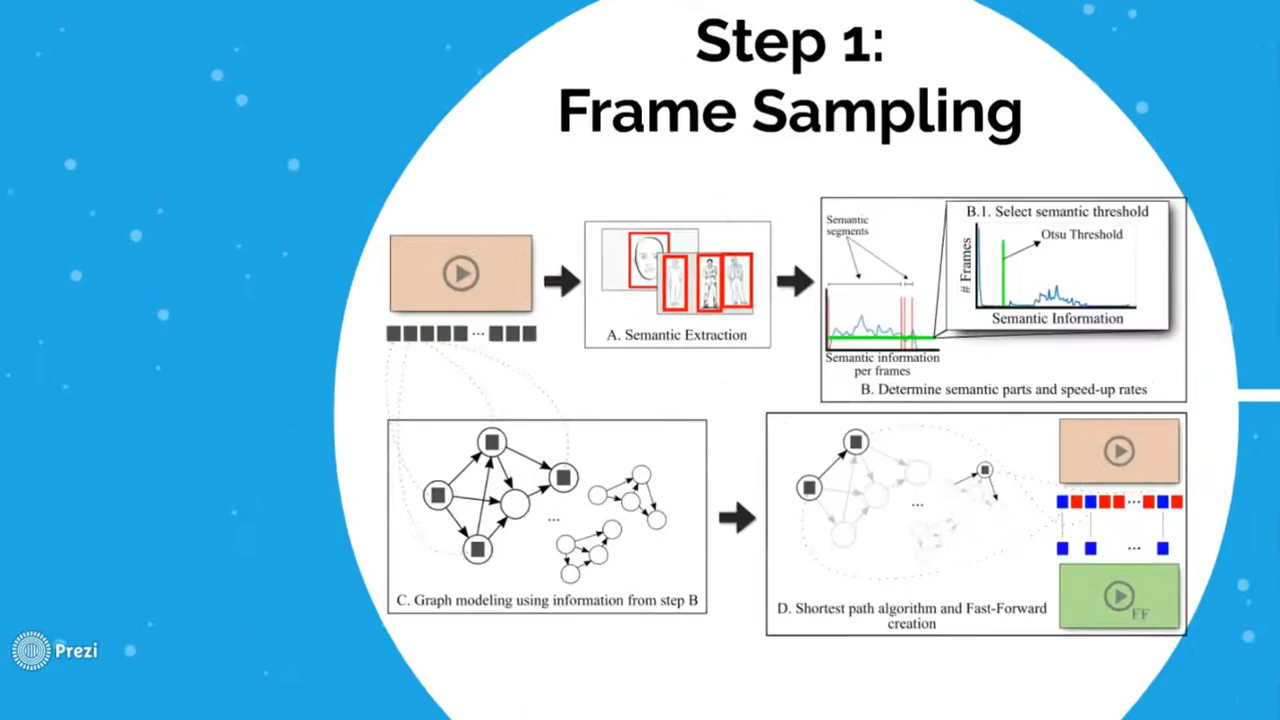 Step 1:
Frame Sampling
A. Semantic Extraction
Semantic
segments
Semantic information
per frames
B.1. Select semantic threshold
Otsu Threshold
# Frames
Semantic Information
B. Determine semantic parts and speed-up rates
...
...
C. Graph modeling using information from step B
...
...
...
FF
D. Shortest path algorithm and Fast-Forward
creation
Prezi